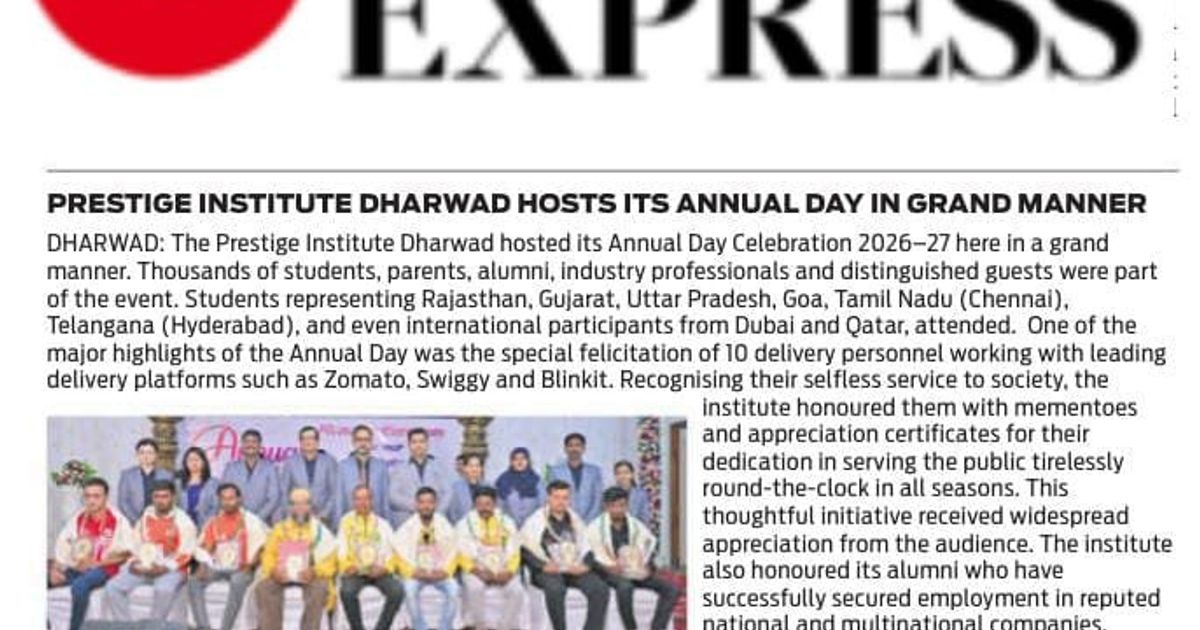 EXPRESS
PRESTIGE INSTITUTE DHARWAD HOSTS ITS ANNUAL DAY IN GRAND MANNER
DHARWAD: The Prestige Institute Dharwad hosted its Annual Day Celebration 2026–27 here in a grand
manner. Thousands of students, parents, alumni, industry professionals and distinguished guests were part
of the event. Students representing Rajasthan, Gujarat, Uttar Pradesh, Goa, Tamil Nadu (Chennai),
Telangana (Hyderabad), and even international participants from Dubai and Qatar, attended. One of the
major highlights of the Annual Day was the special felicitation of 10 delivery personnel working with leading
delivery platforms such as Zomato, Swiggy and Blinkit. Recognising their selfless service to society, the
institute honoured them with mementoes
and appreciation certificates for their
dedication in serving the public tirelessly
round-the-clock in all seasons. This
thoughtful initiative received widespread
appreciation from the audience. The institute
also honoured its alumni who have
successfully secured employment in reputed
national and multinational companies.